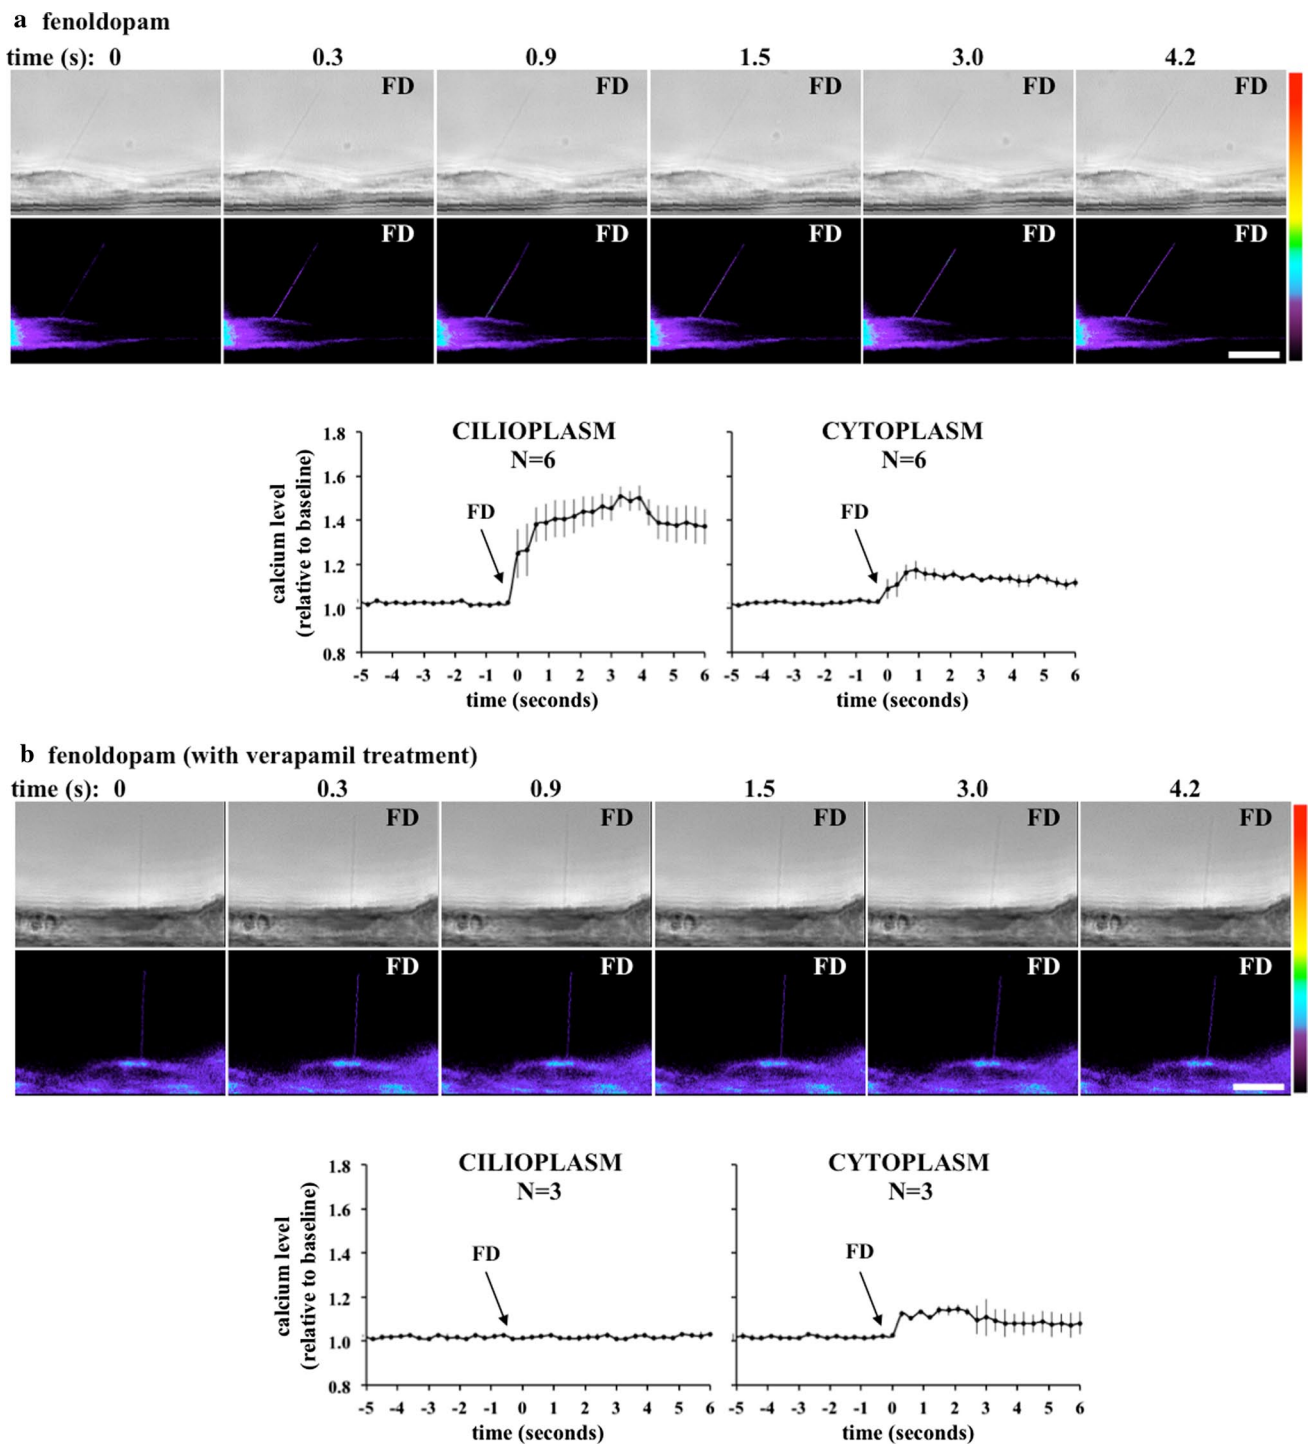 a fenoldopam
time (s): 0 0.3 0.9 1.5 3.0 4.2
FD FD FD FD FD
FD FD FD FD FD
CILIOPLASM
N=6
FD
calcium level
(relative to baseline)
1.8
1.6
1.4
1.2
1.0
0.8
-5 -4 -3 -2 -1 0 1 2 3 4 5 6
time (seconds)
CYTOPLASM
N=6
FD
-5 -4 -3 -2 -1 0 1 2 3 4 5 6
time (seconds)
b fenoldopam (with verapamil treatment)
time (s): 0 0.3 0.9 1.5 3.0 4.2
FD FD FD FD FD
FD FD FD FD FD
CILIOPLASM
N=3
FD
calcium level
(relative to baseline)
1.8
1.6
1.4
1.2
1.0
0.8
-5 -4 -3 -2 -1 0 1 2 3 4 5 6
time (seconds)
CYTOPLASM
N=3
FD
-5 -4 -3 -2 -1 0 1 2 3 4 5 6
time (seconds)